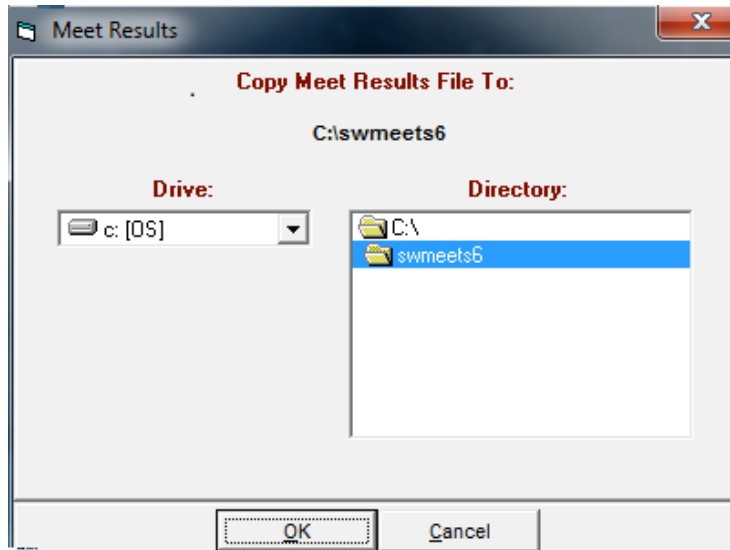 Meet Results
Copy Meet Results File To:
C:\swmeets6
Drive:
Directory:
c: [OS]
C:\
swmeets6
OK
Cancel